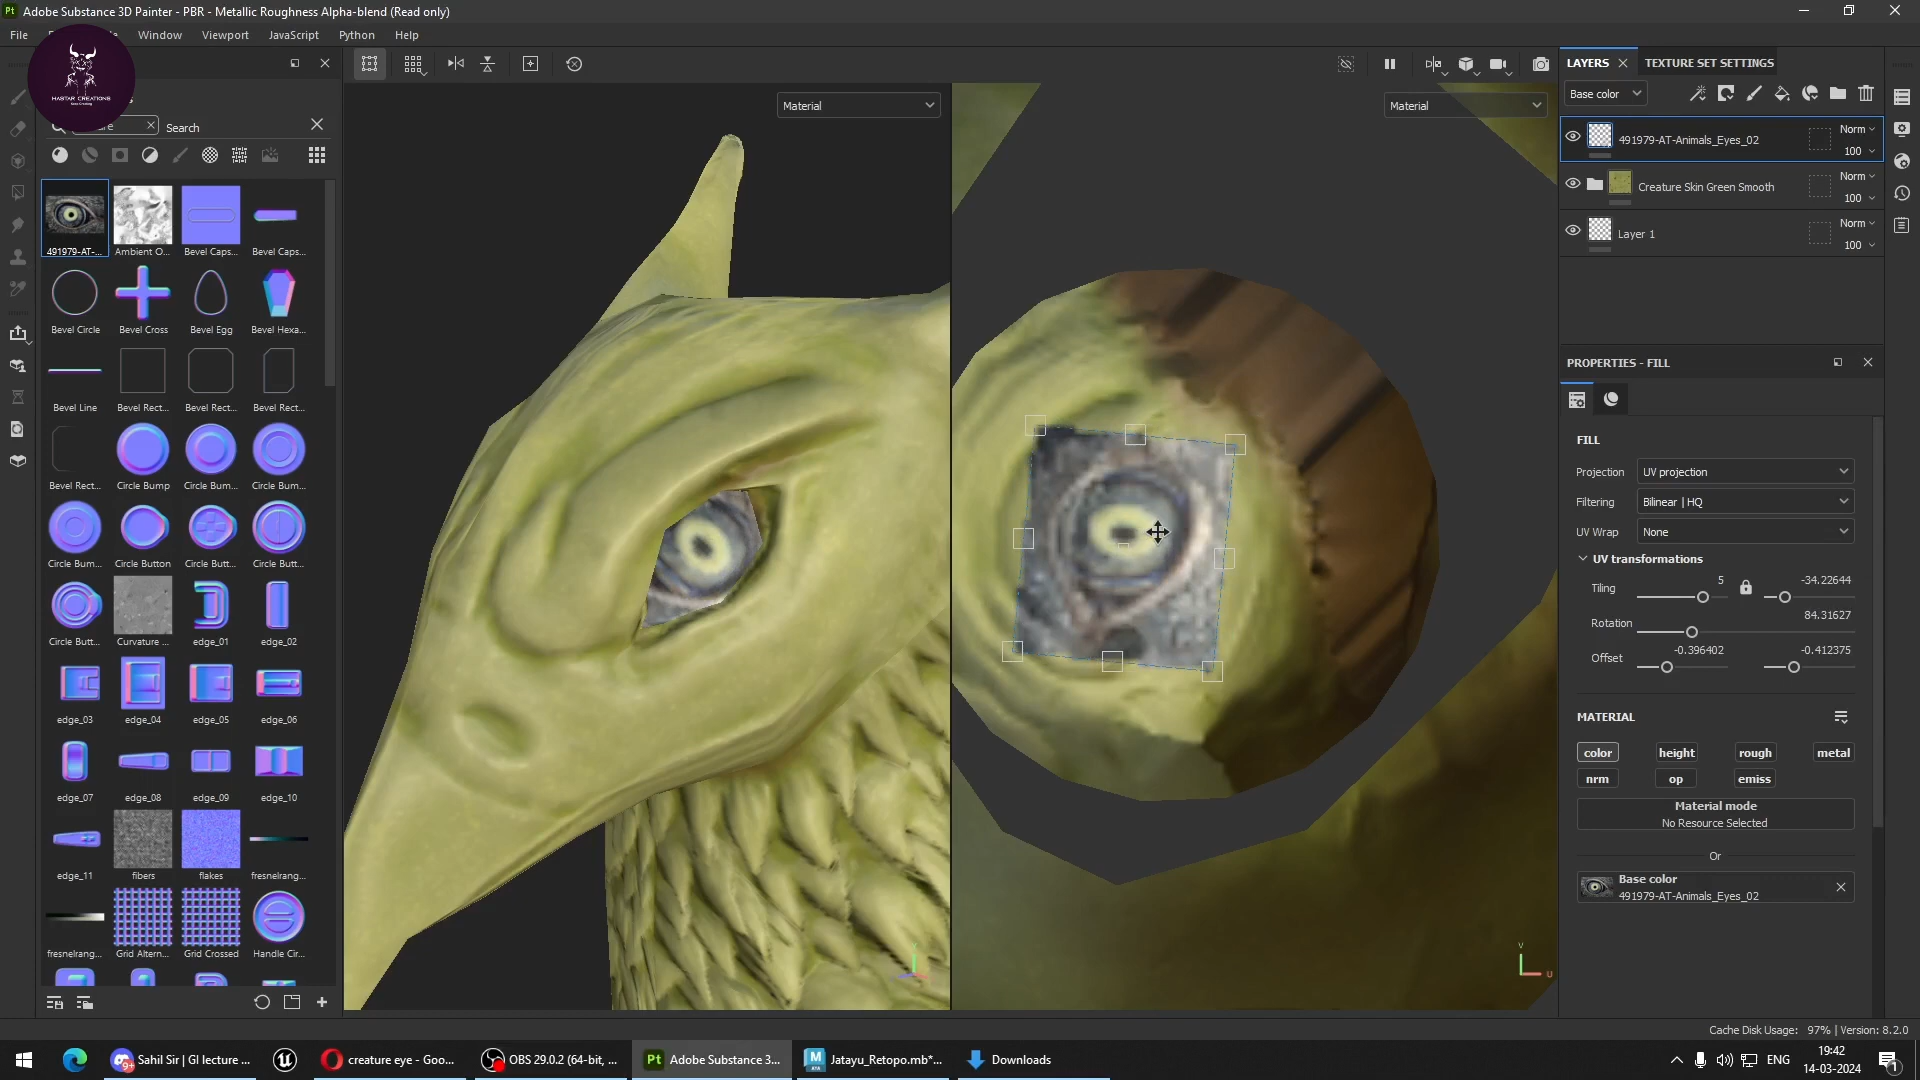 Adobe Substance 3D Painter - PBR - Metallic Roughness Alpha-blend (Read only)
File
Window
Viewport
JavaScript
Python
Help
HASTAR CREATIONS
Search
491979-AT-...
Ambient O...
Bevel Caps...
Bevel Caps...
Bevel Circle
Bevel Cross
Bevel Egg
Bevel Hexa...
Bevel Line
Bevel Rect...
Bevel Rect...
Bevel Rect...
Bevel Rect...
Circle Bump
Circle Bum...
Circle Bum...
Circle Bum...
Circle Button
Circle Butt...
Circle Butt...
Circle Butt...
Curvature ...
edge_01
edge_02
edge_03
edge_04
edge_05
edge_06
edge_07
edge_08
edge_09
edge_10
edge_11
fibers
flakes
fresnelrang...
fresnelrang...
Grid Altern...
Grid Crossed
Handle Cir...
Material
Material
LAYERS
TEXTURE SET SETTINGS
Base color
491979-AT-Animals_Eyes_02
Norm
100
Creature Skin Green Smooth
Norm
100
Layer 1
Norm
100
PROPERTIES - FILL
FILL
Projection
UV projection
Filtering
Bilinear | HQ
UV Wrap
None
UV transformations
Tiling
5
-34.22644
Rotation
84.31627
Offset
-0.396402
-0.412375
MATERIAL
color
height
rough
metal
nrm
op
emiss
Material mode
No Resource Selected
Or
Base color
491979-AT-Animals_Eyes_02
V
U
Cache Disk Usage: 97% | Version: 8.2.0
Sahil Sir | GI lecture ...
creature eye - Goo...
OBS 29.0.2 (64-bit, ...
Adobe Substance 3...
Jatayu_Retopo.mb*...
Downloads
ENG
19:42
14-03-2024